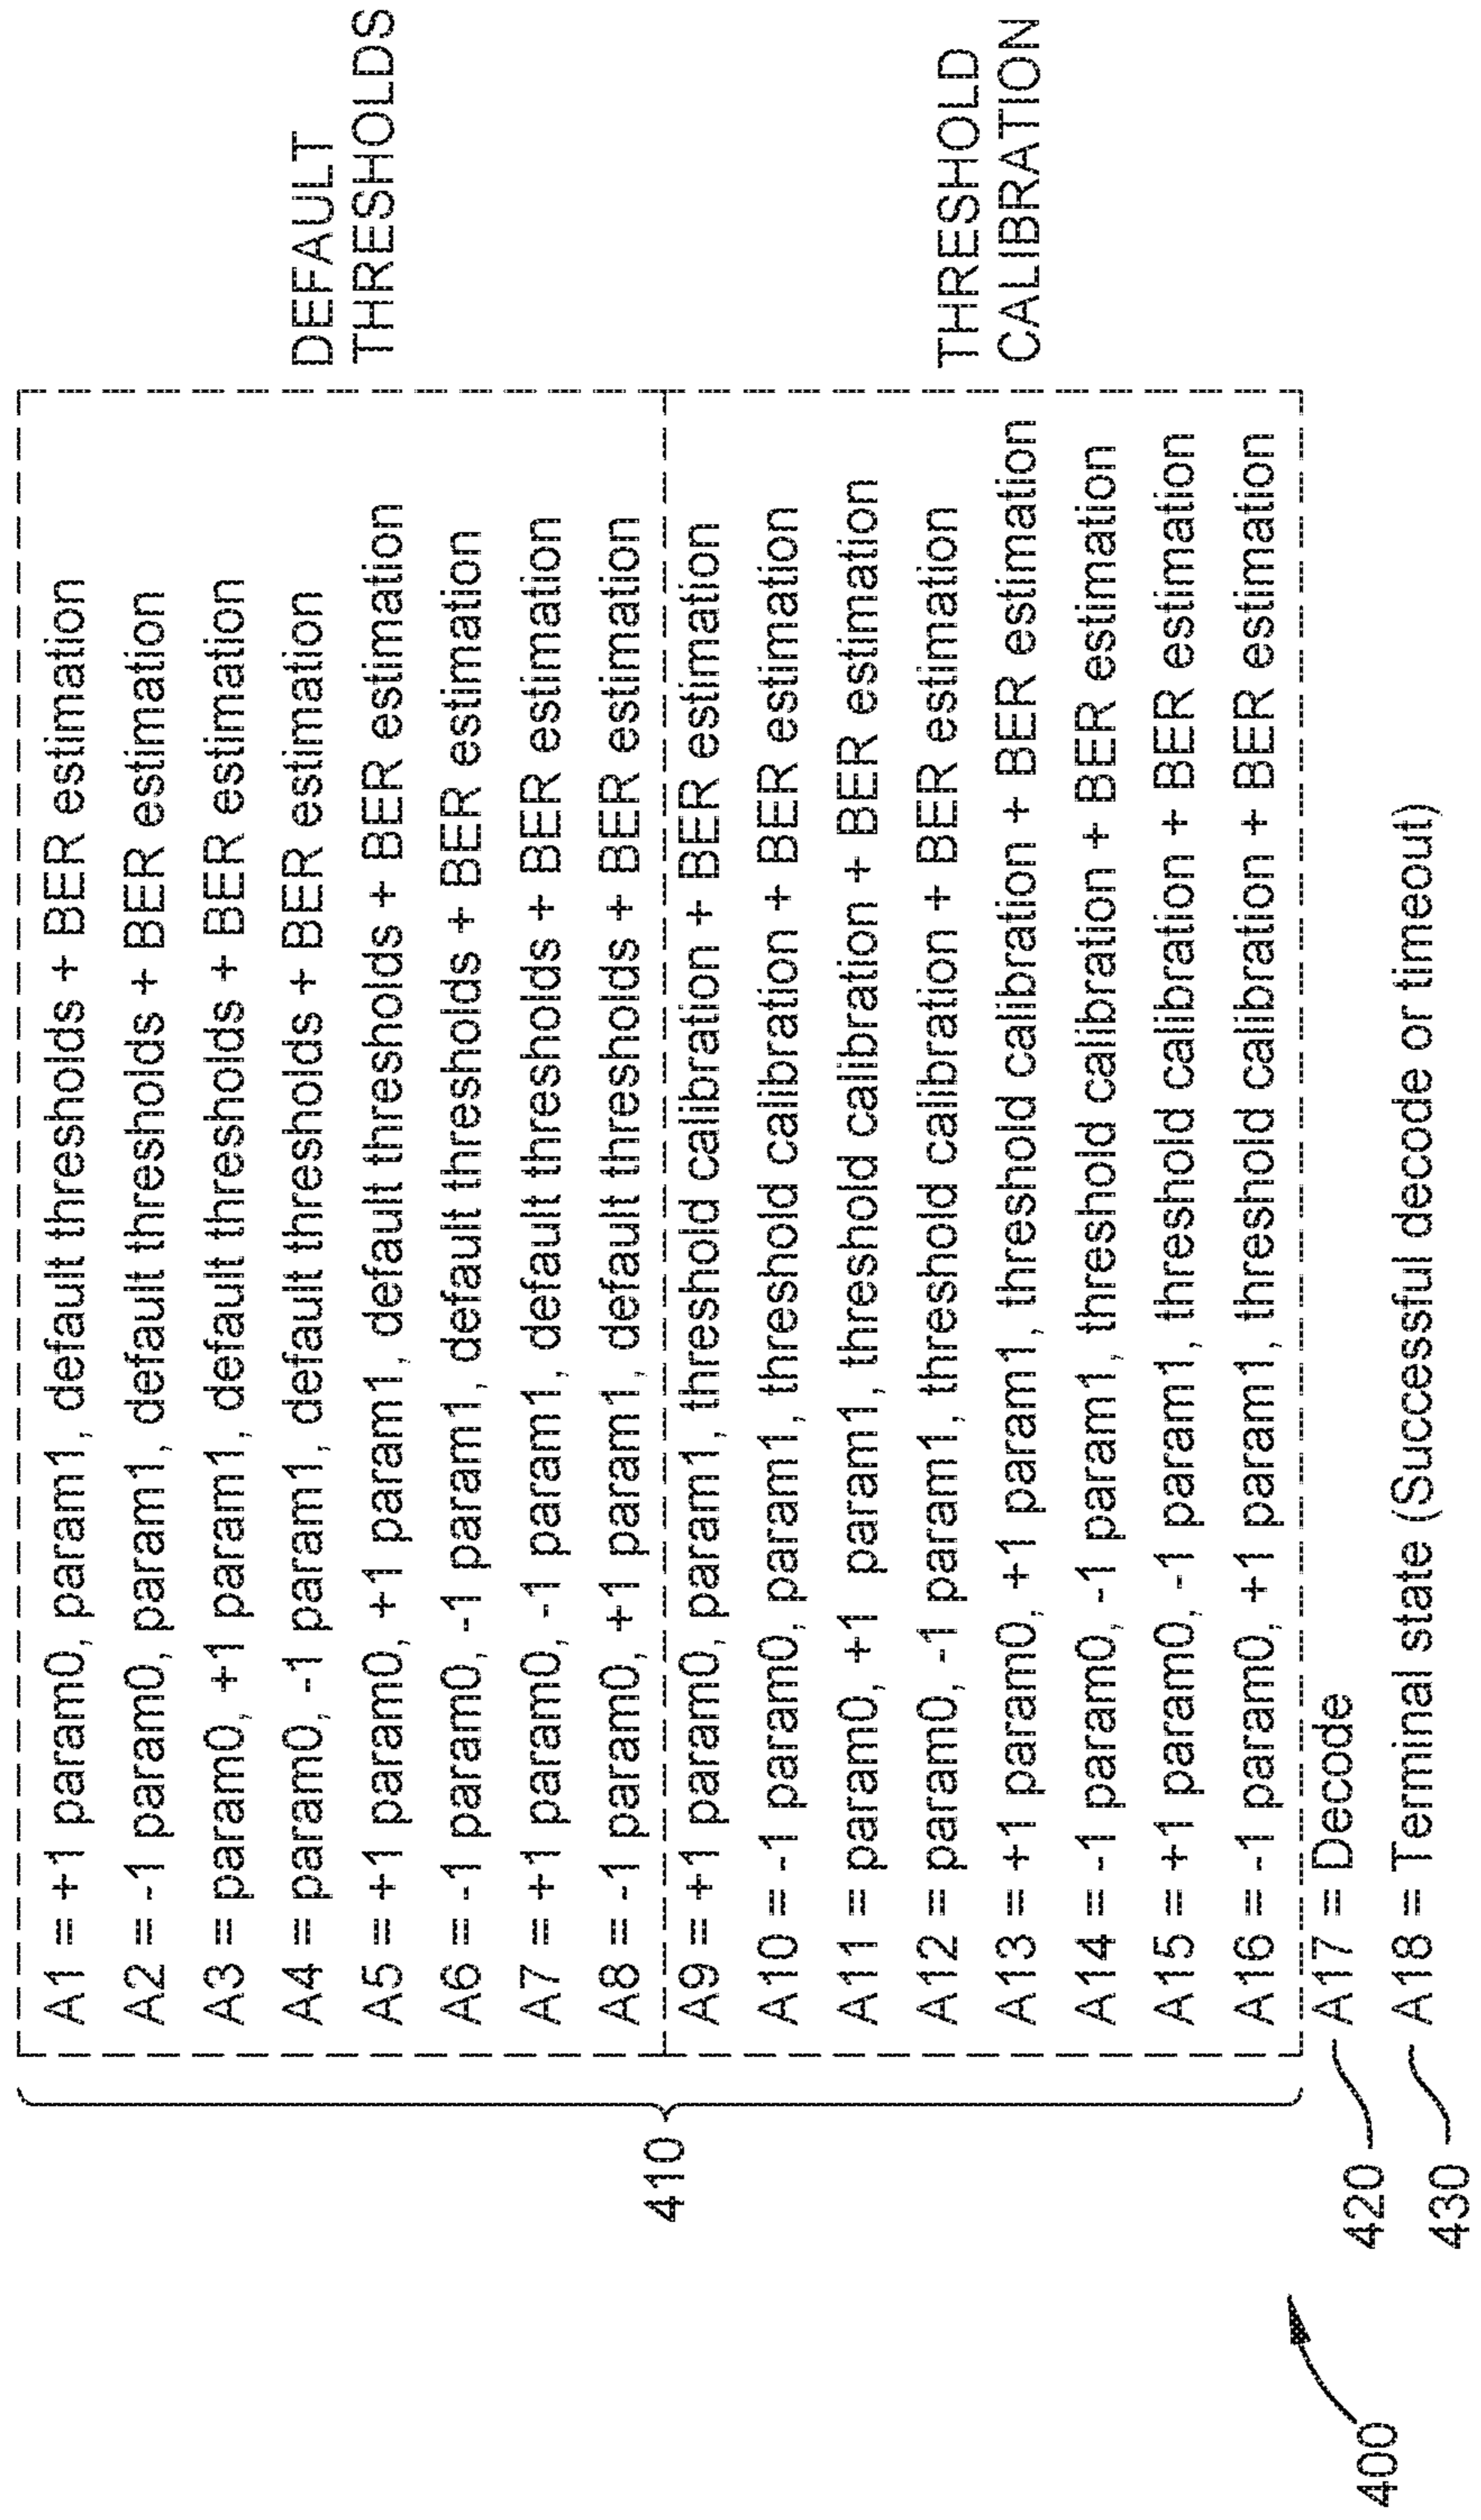 A1 = +1 param0, param1, default thresholds + BER estimation
A2 = -1 param0, param1, default thresholds + BER estimation
A3 = param0, +1 param1, default thresholds + BER estimation
A4 = param0, -1 param1, default thresholds + BER estimation
A5 = +1 param0, +1 param1, default thresholds + BER estimation
A6 = -1 param0, -1 param1, default thresholds + BER estimation
A7 = +1 param0, -1 param1, default thresholds + BER estimation
A8 = -1 param0, +1 param1, default thresholds + BER estimation
DEFAULT
THRESHOLDS
410
A9 = +1 param0, param1, threshold calibration + BER estimation
A10 = -1 param0, param1, threshold calibration + BER estimation
A11 = param0, +1 param1, threshold calibration + BER estimation
A12 = param0, -1 param1, threshold calibration + BER estimation
A13 = +1 param0, +1 param1, threshold calibration + BER estimation
A14 = -1 param0, -1 param1, threshold calibration + BER estimation
A15 = +1 param0, -1 param1, threshold calibration + BER estimation
A16 = -1 param0, +1 param1, threshold calibration + BER estimation
THRESHOLD
CALIBRATION
420 A17 = Decode
430 A18 = Terminal state (Successful decode or timeout)
400